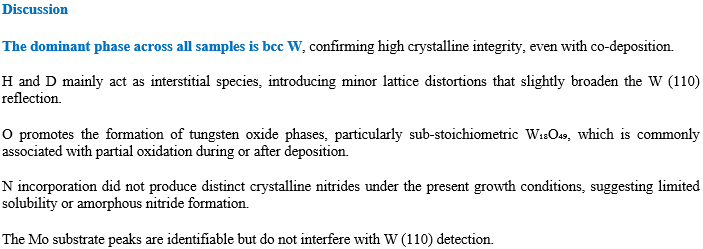 Discussion
The dominant phase across all samples is bcc W, confirming high crystalline integrity, even with co-deposition.
H and D mainly act as interstitial species, introducing minor lattice distortions that slightly broaden the W (110)
reflection.
O promotes the formation of tungsten oxide phases, particularly sub-stoichiometric W₁₈O₄₉, which is commonly
associated with partial oxidation during or after deposition.
N incorporation did not produce distinct crystalline nitrides under the present growth conditions, suggesting limited
solubility or amorphous nitride formation.
The Mo substrate peaks are identifiable but do not interfere with W (110) detection.